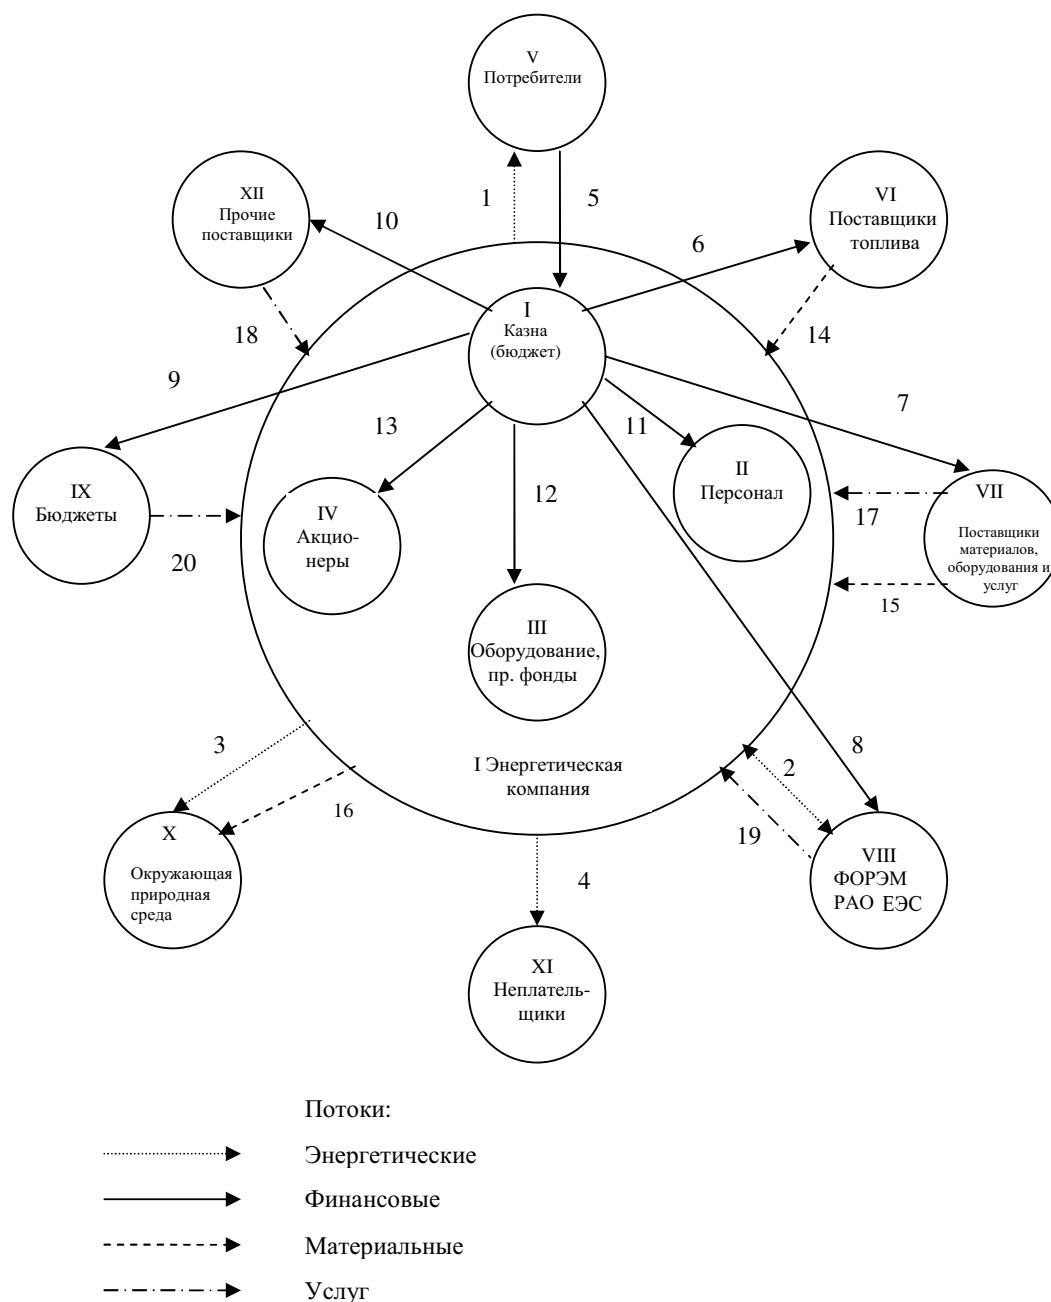 V
Потребители
XII
Прочие
поставщики
10
1
5
VI
Поставщики
топлива
6
18
I
Казна
(бюджет)
14
9
13
11
7
IX
Бюджеты
20
IV
Акцио-
неры
12
II
Персонал
17
VII
Поставщики
материалов,
оборудования и
услуг
15
III
Оборудование,
пр. фонды
3
I Энергетическая
компания
2
8
16
19
X
Окружающая
природная
среда
4
VIII
ФОРЭМ
РАО ЕЭС
XI
Неплатель-
щики
Потоки:
Энергетические
Финансовые
Материальные
Услуг